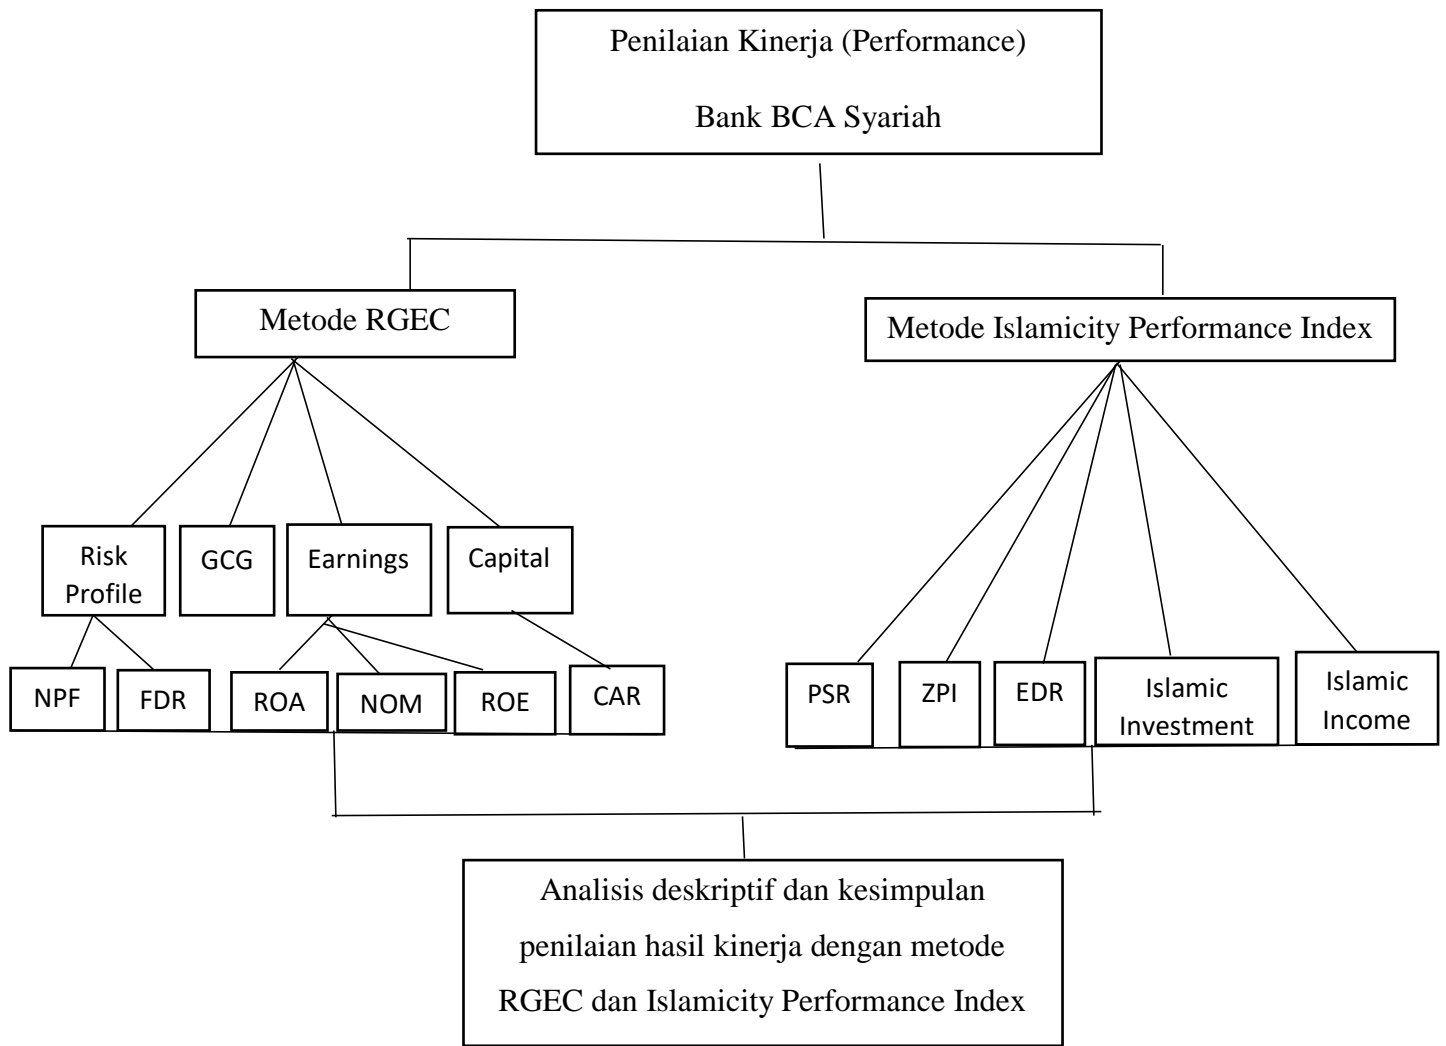 Penilaian Kinerja (Performance)
Bank BCA Syariah
Metode RGEC
Metode Islamicity Performance Index
Risk
Profile
GCG
Earnings
Capital
NPF
FDR
ROA
NOM
ROE
CAR
PSR
ZPI
EDR
Islamic
Investment
Islamic
Income
Analisis deskriptif dan kesimpulan
penilaian hasil kinerja dengan metode
RGEC dan Islamicity Performance Index